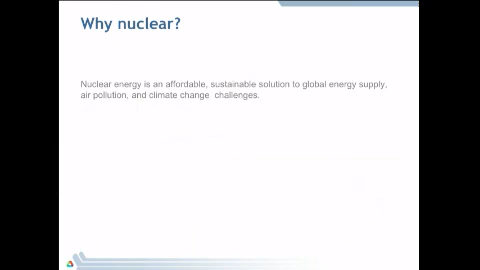 Why nuclear?
Nuclear energy is an affordable, sustainable solution to global energy supply,
air pollution, and climate change  challenges.